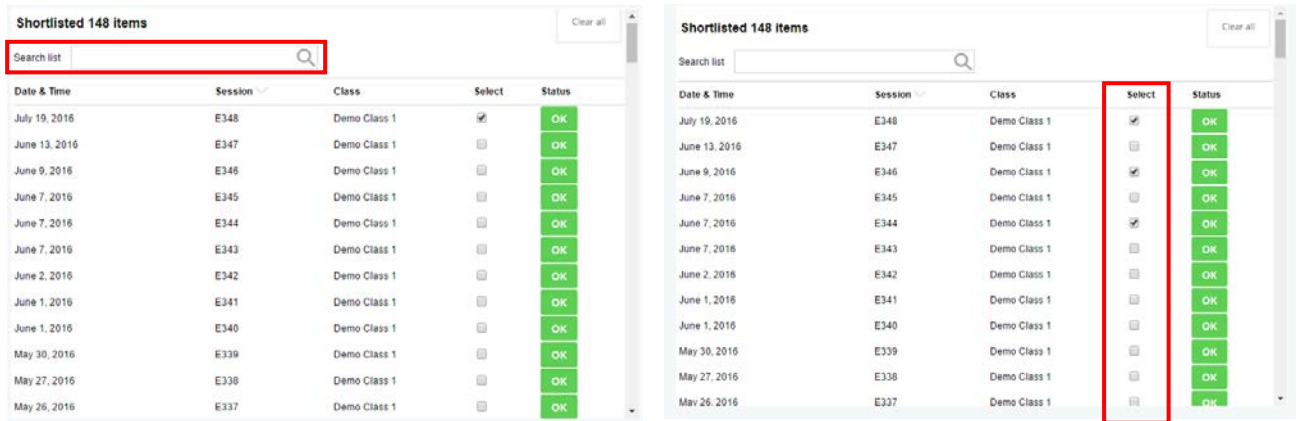 Shortlisted 148 items Clear all
Search list
Date & Time Session Class Select Status
July 19, 2016 E348 Demo Class 1 OK
June 13, 2016 E347 Demo Class 1 OK
June 9, 2016 E346 Demo Class 1 OK
June 7, 2016 E345 Demo Class 1 OK
June 7, 2016 E344 Demo Class 1 OK
June 7, 2016 E343 Demo Class 1 OK
June 2, 2016 E342 Demo Class 1 OK
June 1, 2016 E341 Demo Class 1 OK
June 1, 2016 E340 Demo Class 1 OK
May 30, 2016 E339 Demo Class 1 OK
May 27, 2016 E338 Demo Class 1 OK
May 26, 2016 E337 Demo Class 1 OK
Shortlisted 148 items Clear all
Search list
Date & Time Session Class Select Status
July 19, 2016 E348 Demo Class 1 OK
June 13, 2016 E347 Demo Class 1 OK
June 9, 2016 E346 Demo Class 1 OK
June 7, 2016 E345 Demo Class 1 OK
June 7, 2016 E344 Demo Class 1 OK
June 7, 2016 E343 Demo Class 1 OK
June 2, 2016 E342 Demo Class 1 OK
June 1, 2016 E341 Demo Class 1 OK
June 1, 2016 E340 Demo Class 1 OK
May 30, 2016 E339 Demo Class 1 OK
May 27, 2016 E338 Demo Class 1 OK
May 26, 2016 E337 Demo Class 1 OK